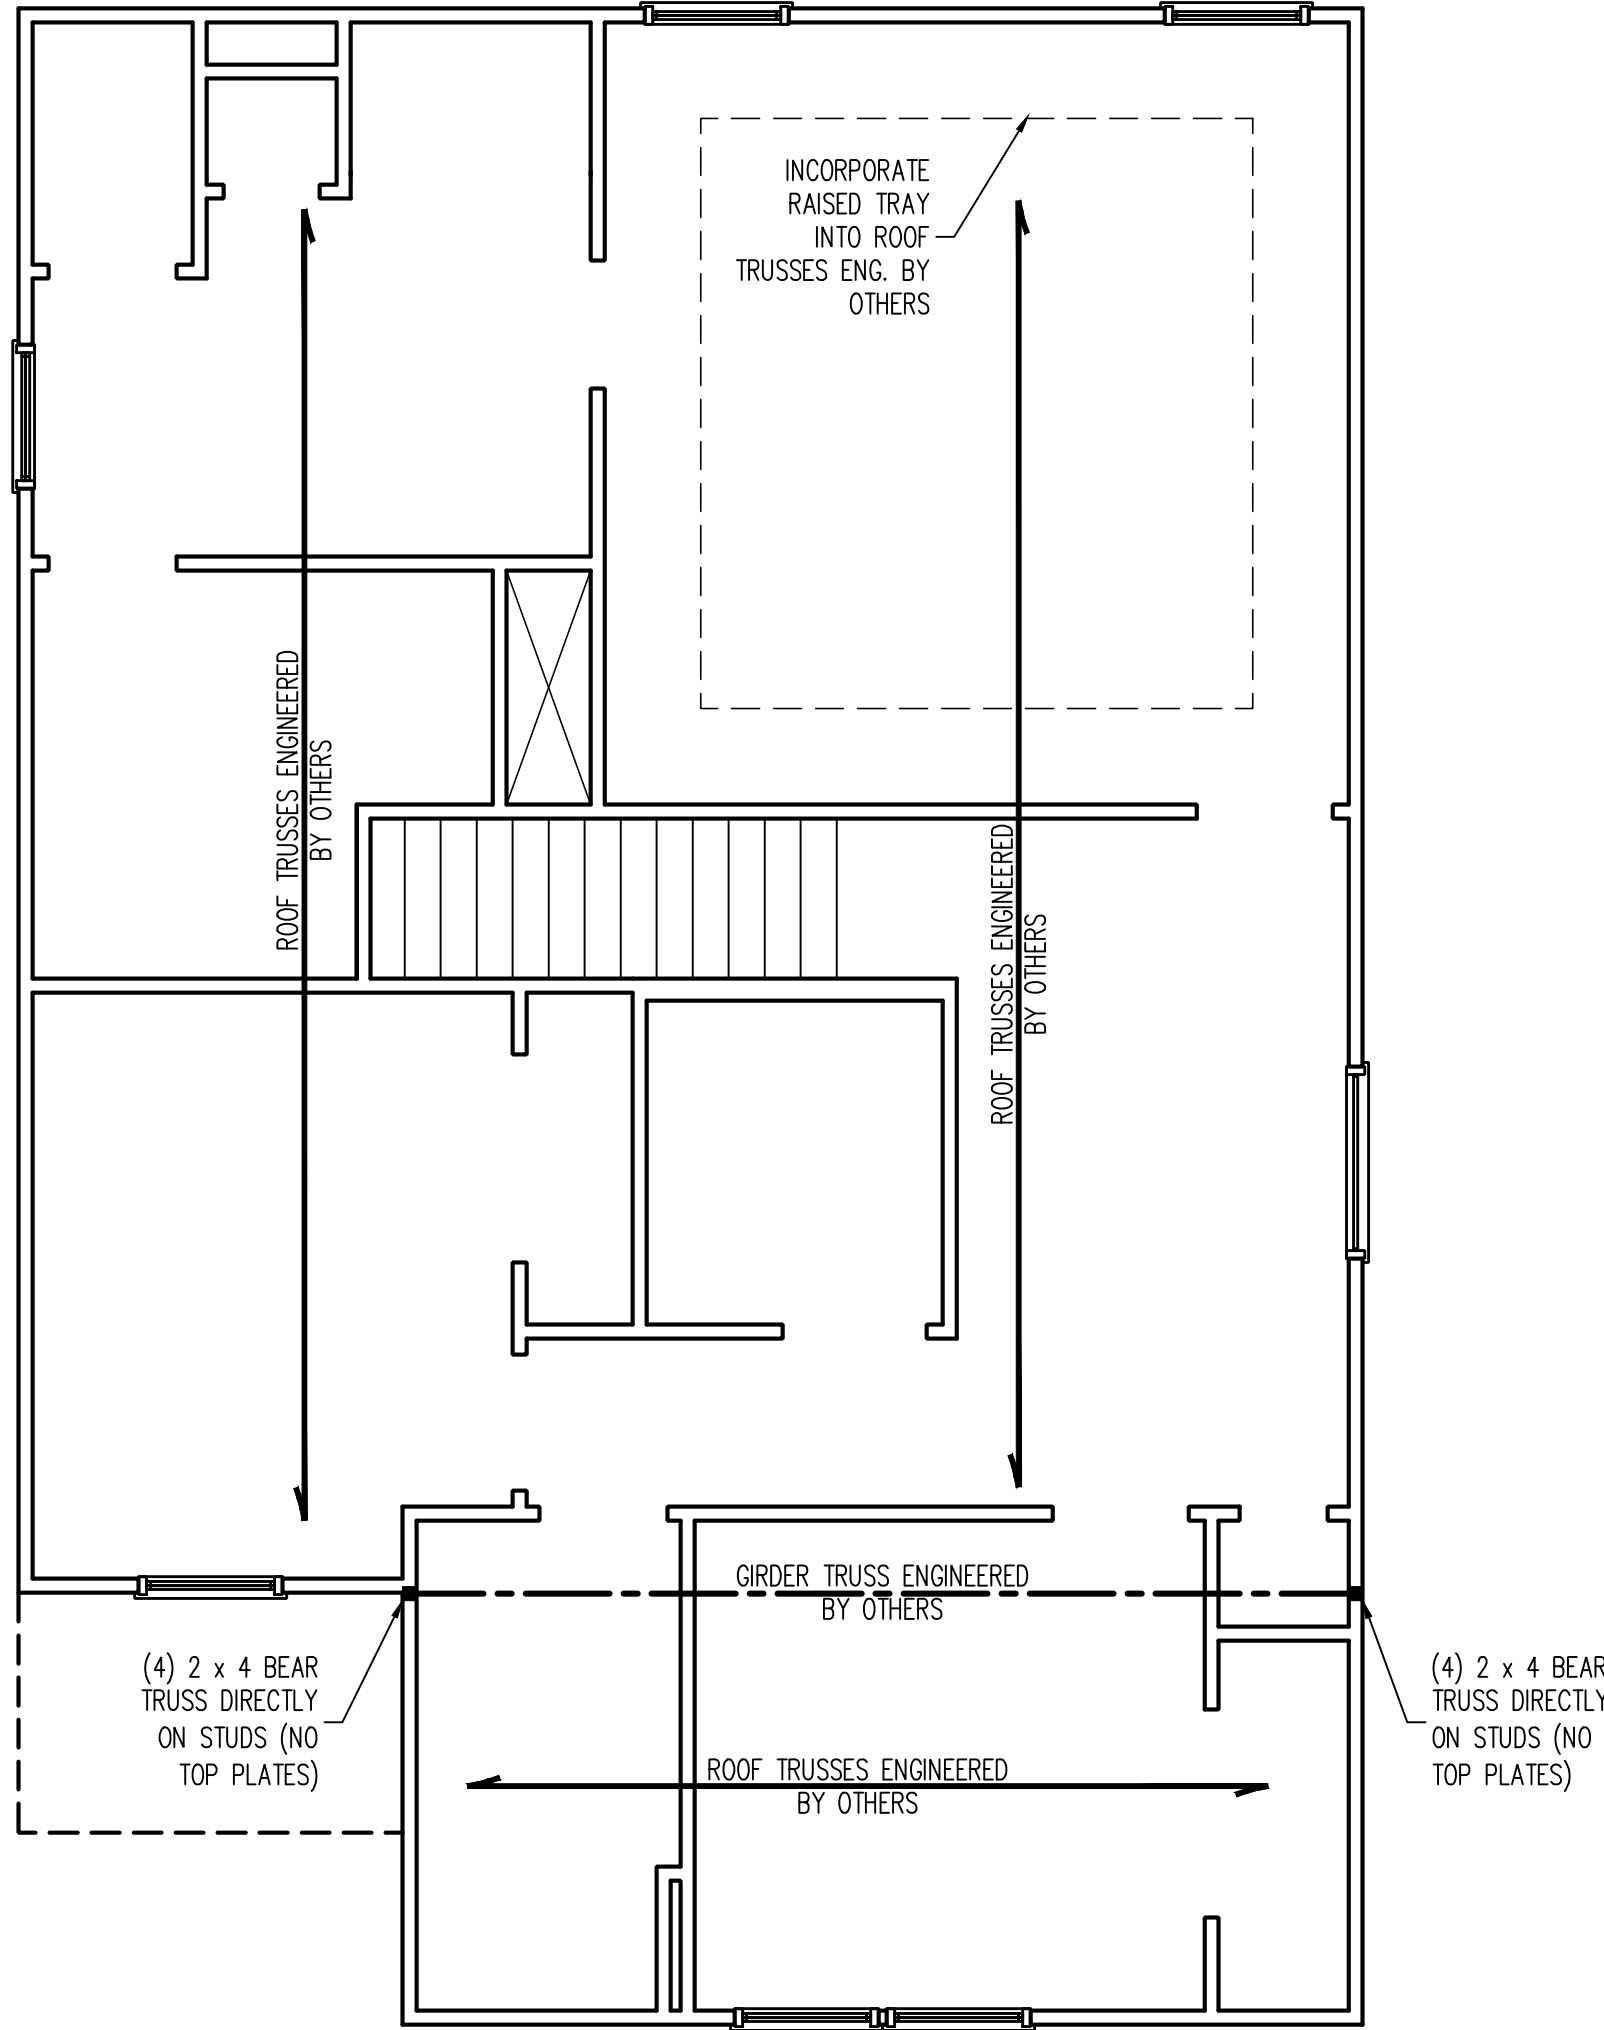 INCORPORATE
RAISED TRAY
INTO ROOF
TRUSSES ENG. BY
OTHERS
ROOF TRUSSES ENGINEERED
BY OTHERS
ROOF TRUSSES ENGINEERED
BY OTHERS
GIRDER TRUSS ENGINEERED
BY OTHERS
(4) 2 x 4 BEAR
TRUSS DIRECTLY
ON STUDS (NO
TOP PLATES)
(4) 2 x 4 BEAR
TRUSS DIRECTLY
ON STUDS (NO
TOP PLATES)
ROOF TRUSSES ENGINEERED
BY OTHERS